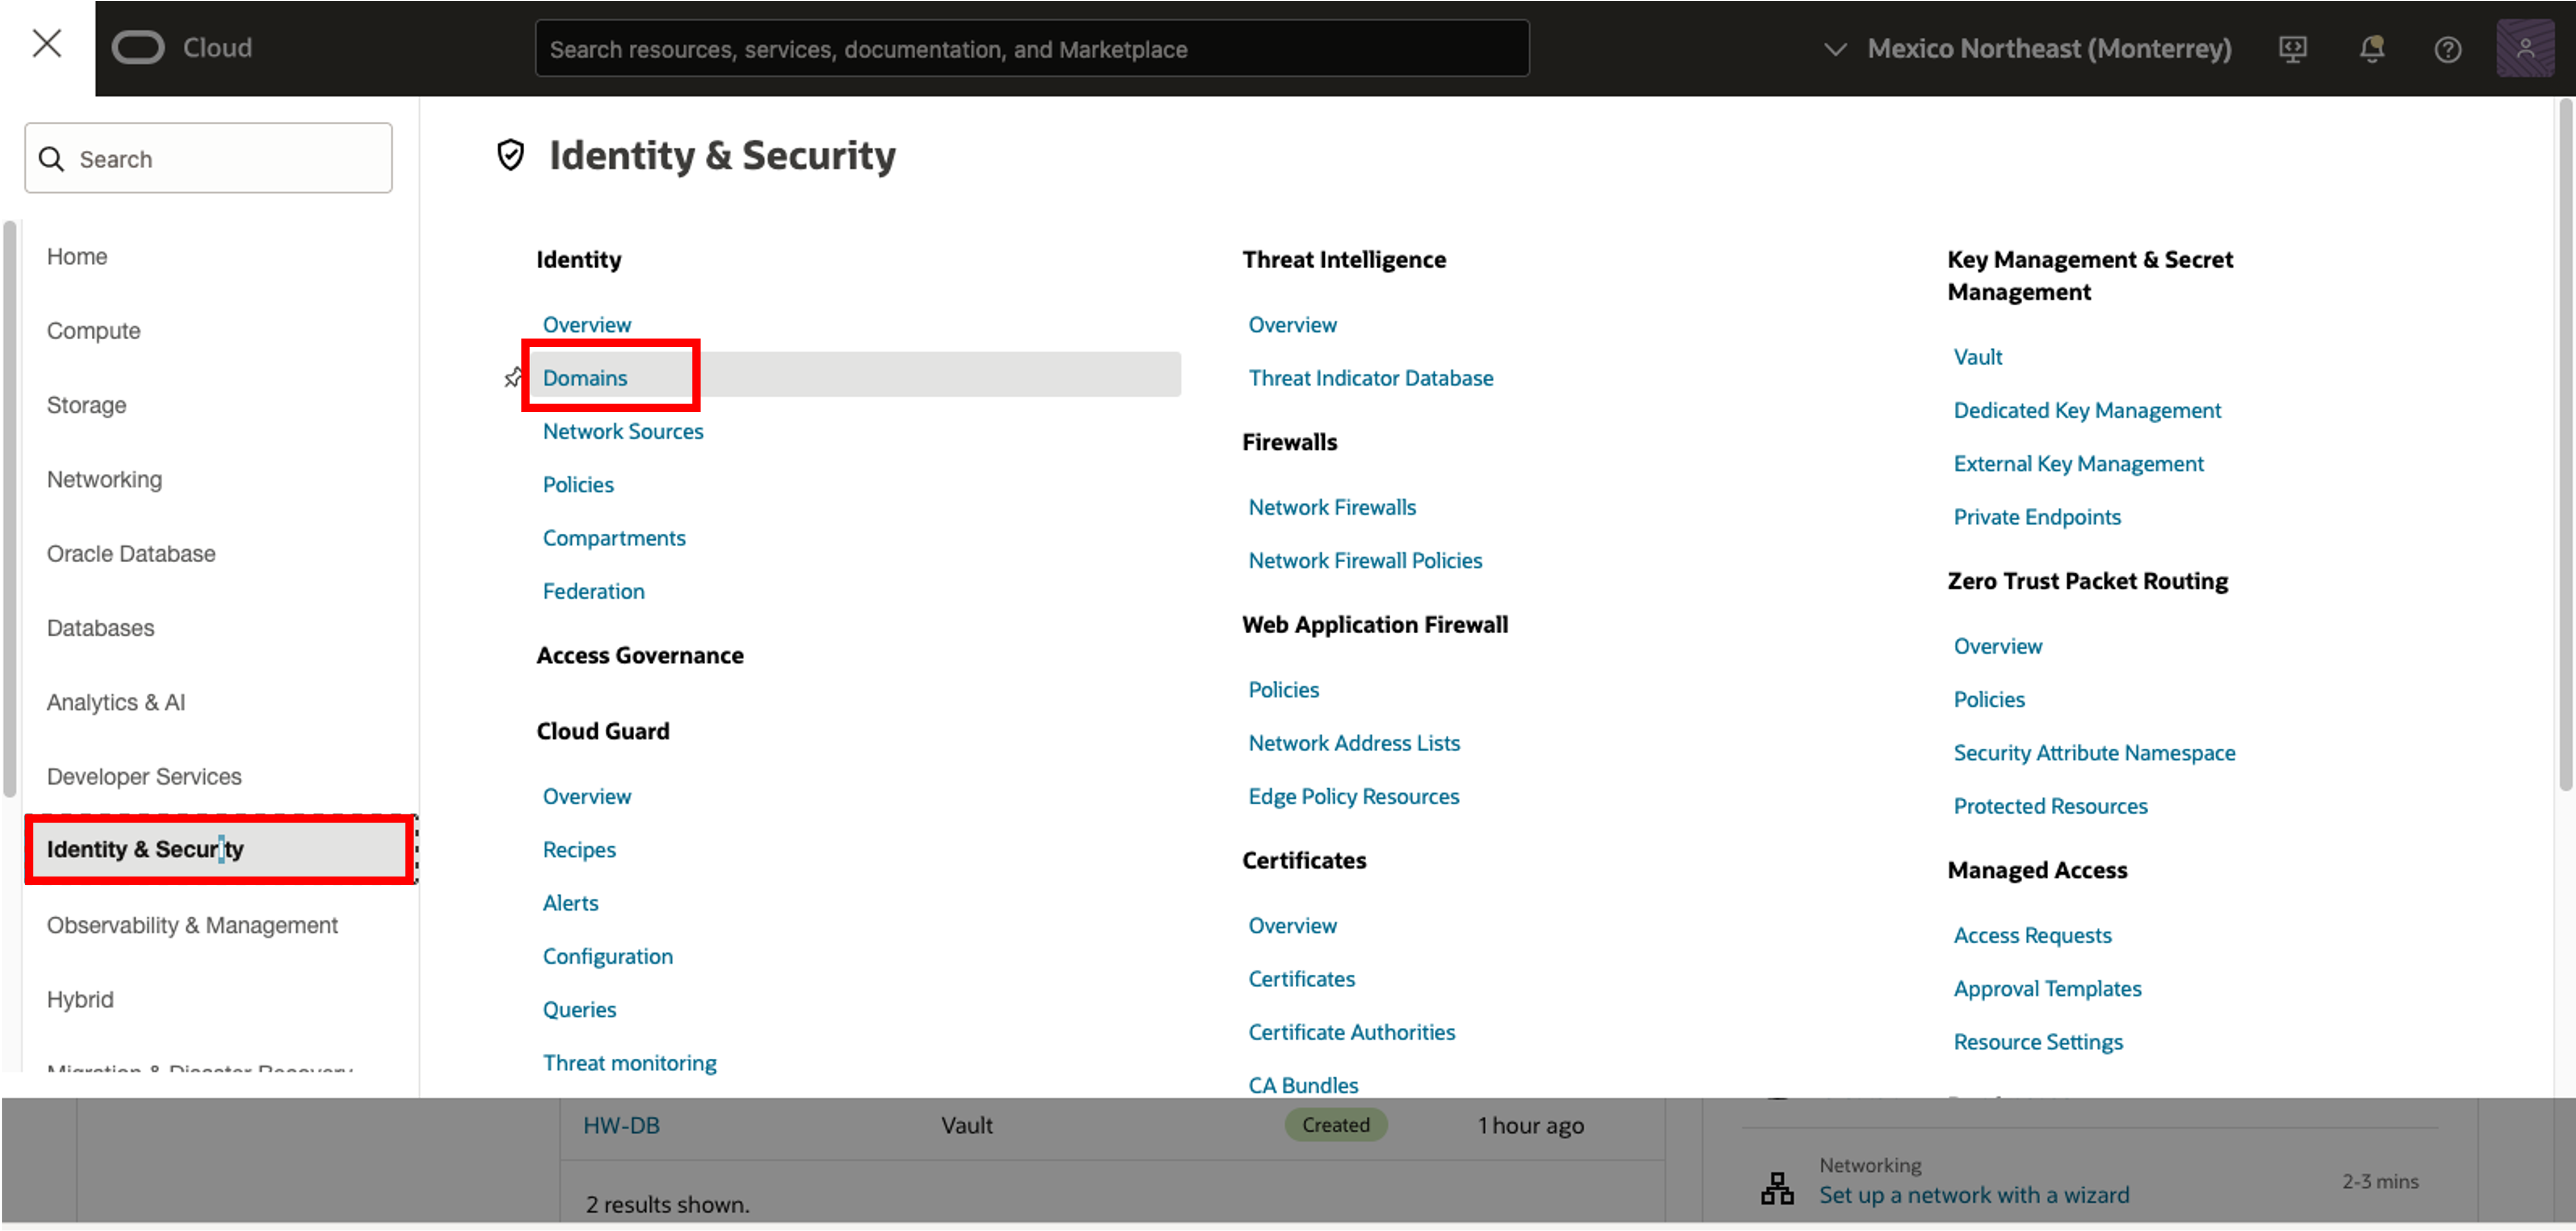 Cloud
Search resources, services, documentation, and Marketplace
Mexico Northeast (Monterrey)
Search
Home
Compute
Storage
Networking
Oracle Database
Databases
Analytics & AI
Developer Services
Identity & Security
Observability & Management
Hybrid
Migration & Disaster Recovery
Identity & Security
Identity
Overview
Domains
Network Sources
Policies
Compartments
Federation
Access Governance
Cloud Guard
Overview
Recipes
Alerts
Configuration
Queries
Threat monitoring
Threat Intelligence
Overview
Threat Indicator Database
Firewalls
Network Firewalls
Network Firewall Policies
Web Application Firewall
Policies
Network Address Lists
Edge Policy Resources
Certificates
Overview
Certificates
Certificate Authorities
CA Bundles
Key Management & Secret
Management
Vault
Dedicated Key Management
External Key Management
Private Endpoints
Zero Trust Packet Routing
Overview
Policies
Security Attribute Namespace
Protected Resources
Managed Access
Access Requests
Approval Templates
Resource Settings
HW-DB Vault Created 1 hour ago
2 results shown.
Networking
Set up a network with a wizard
2-3 mins